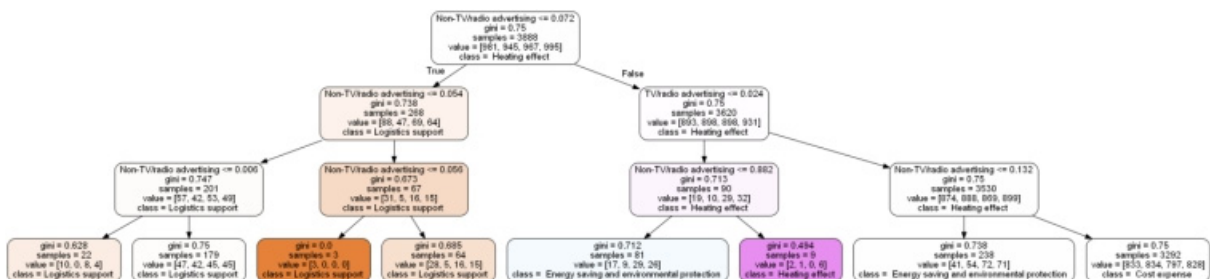 Non-TV/radio advertising <= 0.072
gini = 0.75
samples = 3888
value = [981, 945, 967, 995]
class = Heating effect
True
False
Non-TV/radio advertising <= 0.054
gini = 0.738
samples = 268
value = [88, 47, 69, 64]
class = Logistics support
TV/radio advertising <= 0.024
gini = 0.75
samples = 3620
value = [893, 898, 898, 931]
class = Heating effect
Non-TV/radio advertising <= 0.006
gini = 0.747
samples = 201
value = [57, 42, 53, 49]
class = Logistics support
Non-TV/radio advertising <= 0.056
gini = 0.673
samples = 67
value = [31, 5, 16, 15]
class = Logistics support
Non-TV/radio advertising <= 0.882
gini = 0.713
samples = 90
value = [19, 10, 29, 32]
class = Heating effect
Non-TV/radio advertising <= 0.132
gini = 0.75
samples = 3530
value = [874, 888, 869, 899]
class = Heating effect
gini = 0.628
samples = 22
value = [10, 0, 8, 4]
class = Logistics support
gini = 0.75
samples = 179
value = [47, 42, 45, 45]
class = Logistics support
gini = 0.0
samples = 3
value = [3, 0, 0, 0]
class = Logistics support
gini = 0.685
samples = 64
value = [28, 5, 16, 15]
class = Logistics support
gini = 0.712
samples = 81
value = [17, 9, 29, 26]
class = Energy saving and environmental protection
gini = 0.494
samples = 9
value = [2, 1, 0, 6]
class = Heating effect
gini = 0.738
samples = 238
value = [41, 54, 72, 71]
class = Energy saving and environmental protection
gini = 0.75
samples = 3292
value = [833, 834, 797, 828]
class = Cost expense